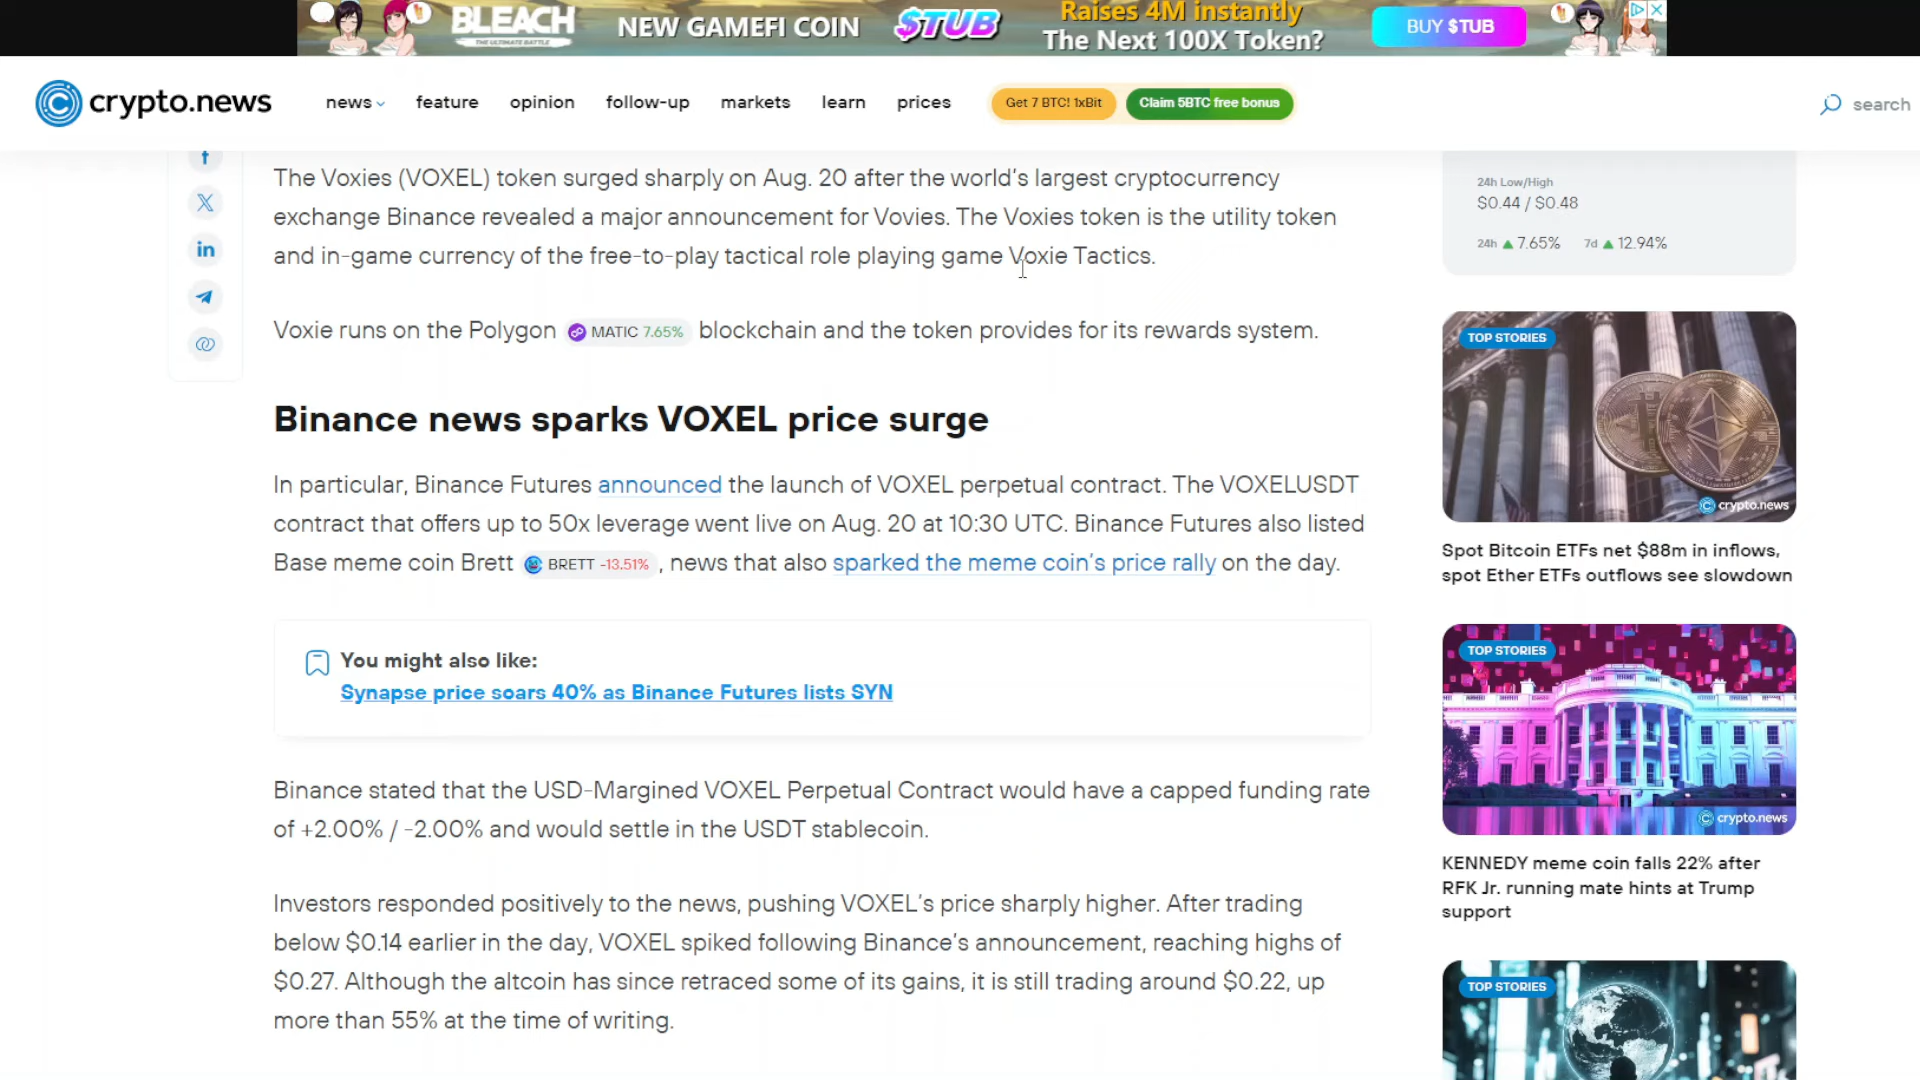 BLEACH
THE ULTIMATE BATTLE
NEW GAMEFI COIN
$TUB
Raises 4M instantly
The Next 100X Token?
BUY $TUB
crypto.news
news
feature
opinion
follow-up
markets
learn
prices
Get 7 BTC! 1xBit
Claim 5BTC free bonus
search
The Voxies (VOXEL) token surged sharply on Aug. 20 after the world's largest cryptocurrency
exchange Binance revealed a major announcement for Vovies. The Voxies token is the utility token
and in-game currency of the free-to-play tactical role playing game Voxie Tactics.
Voxie runs on the Polygon MATIC 7.65% blockchain and the token provides for its rewards system.
Binance news sparks VOXEL price surge
In particular, Binance Futures announced the launch of VOXEL perpetual contract. The VOXELUSDT
contract that offers up to 50x leverage went live on Aug. 20 at 10:30 UTC. Binance Futures also listed
Base meme coin Brett BRETT -13.51% , news that also sparked the meme coin's price rally on the day.
You might also like:
Synapse price soars 40% as Binance Futures lists SYN
Binance stated that the USD-Margined VOXEL Perpetual Contract would have a capped funding rate
of +2.00% / -2.00% and would settle in the USDT stablecoin.
Investors responded positively to the news, pushing VOXEL's price sharply higher. After trading
below $0.14 earlier in the day, VOXEL spiked following Binance's announcement, reaching highs of
$0.27. Although the altcoin has since retraced some of its gains, it is still trading around $0.22, up
more than 55% at the time of writing.
24h Low/High
$0.44 / $0.48
24h ▲ 7.65% 7d ▲ 12.94%
TOP STORIES
crypto.news
Spot Bitcoin ETFs net $88m in inflows,
spot Ether ETFs outflows see slowdown
TOP STORIES
crypto.news
KENNEDY meme coin falls 22% after
RFK Jr. running mate hints at Trump
support
TOP STORIES